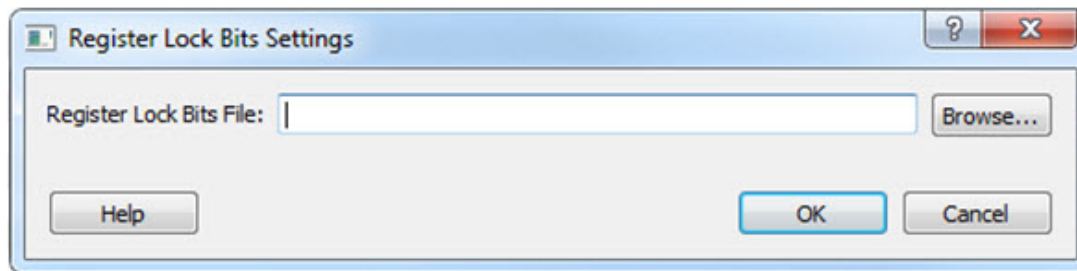 Register Lock Bits Settings
Register Lock Bits File: Browse...
Help OK Cancel